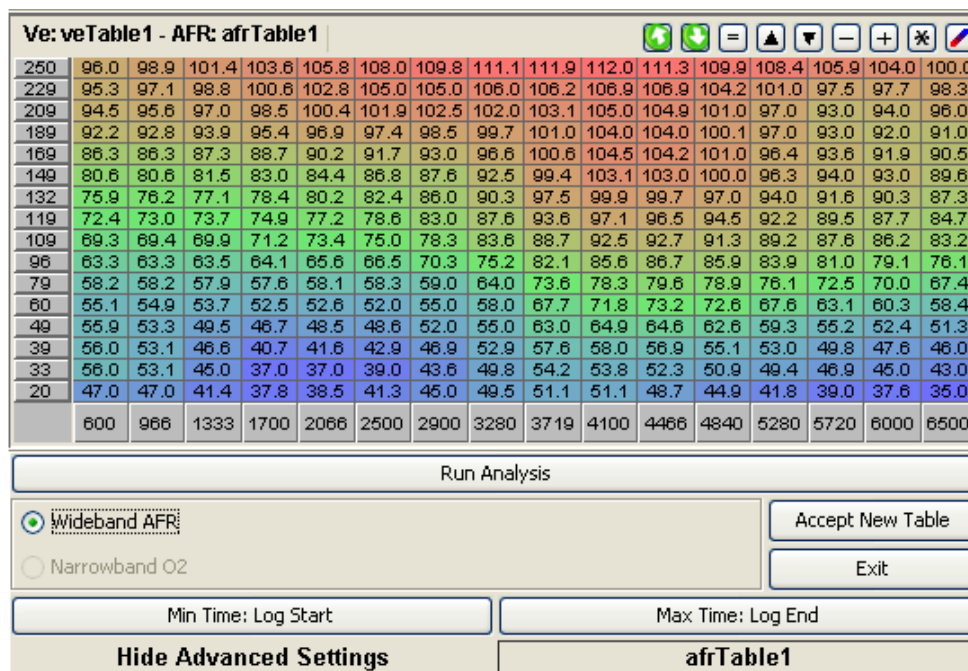 Ve: veTable1 - AFR: afrTable1 = - + *
250 96.0 98.9 101.4 103.6 105.8 108.0 109.8 111.1 111.9 112.0 111.3 109.9 108.4 105.9 104.0 100.0
229 95.3 97.1 98.8 100.6 102.8 105.0 105.0 106.0 106.2 106.9 106.9 104.2 101.0 97.5 97.7 98.3
209 94.5 95.6 97.0 98.5 100.4 101.9 102.5 102.0 103.1 105.0 104.9 101.0 97.0 93.0 94.0 96.0
189 92.2 92.8 93.9 95.4 96.9 97.4 98.5 99.7 101.0 104.0 104.0 100.1 97.0 93.0 92.0 91.0
169 86.3 86.3 87.3 88.7 90.2 91.7 93.0 96.6 100.6 104.5 104.2 101.0 96.4 93.6 91.9 90.5
149 80.6 80.6 81.5 83.0 84.4 86.8 87.6 92.5 99.4 103.1 103.0 100.0 96.3 94.0 93.0 89.6
132 75.9 76.2 77.1 78.4 80.2 82.4 86.0 90.3 97.5 99.9 99.7 97.0 94.0 91.6 90.3 87.3
119 72.4 73.0 73.7 74.9 77.2 78.6 83.0 87.6 93.6 97.1 96.5 94.5 92.2 89.5 87.7 84.7
109 69.3 69.4 69.9 71.2 73.4 75.0 78.3 83.6 88.7 92.5 92.7 91.3 89.2 87.6 86.2 83.2
96 63.3 63.3 63.5 64.1 65.6 66.5 70.3 75.2 82.1 85.6 86.7 85.9 83.9 81.0 79.1 76.1
79 58.2 58.2 57.9 57.6 58.1 58.3 59.0 64.0 73.6 78.3 79.6 78.9 76.1 72.5 70.0 67.4
60 55.1 54.9 53.7 52.5 52.6 52.0 55.0 58.0 67.7 71.8 73.2 72.6 67.6 63.1 60.3 58.4
49 55.9 53.3 49.5 46.7 48.5 48.6 52.0 55.0 63.0 64.9 64.6 62.6 59.3 55.2 52.4 51.3
39 56.0 53.1 46.6 40.7 41.6 42.9 46.9 52.9 57.6 58.0 56.9 55.1 53.0 49.8 47.6 46.0
33 56.0 53.1 45.0 37.0 37.0 39.0 43.6 49.8 54.2 53.8 52.3 50.9 49.4 46.9 45.0 43.0
20 47.0 47.0 41.4 37.8 38.5 41.3 45.0 49.5 51.1 51.1 48.7 44.9 41.8 39.0 37.6 35.0
600 966 1333 1700 2066 2500 2900 3280 3719 4100 4466 4840 5280 5720 6000 6500
Run Analysis
Wideband AFR
Accept New Table
Narrowband O2
Exit
Min Time: Log Start
Max Time: Log End
Hide Advanced Settings
afrTable1